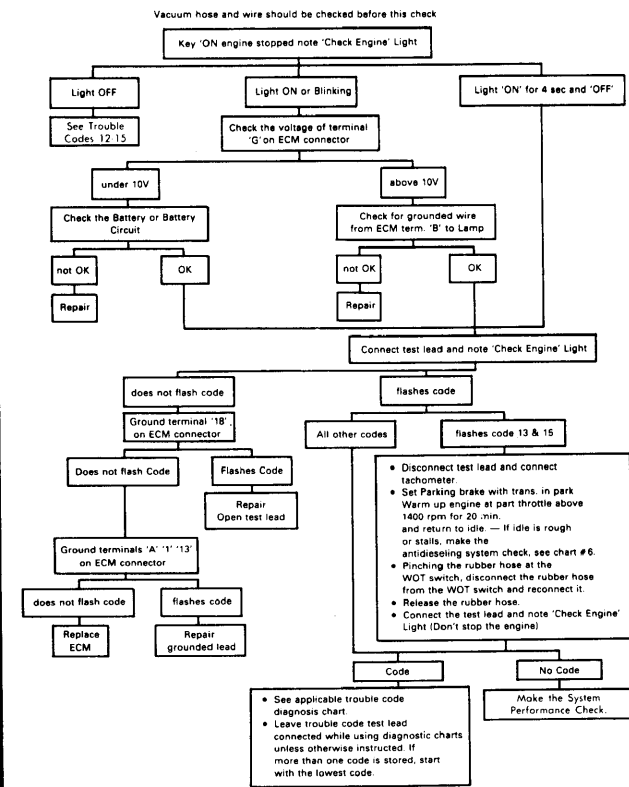 Vacuum hose and wire should be checked before this check
Key 'ON engine stopped note 'Check Engine' Light
Light OFF
Light ON or Blinking
Light 'ON' for 4 sec and 'OFF'
See Trouble
Codes 12-15
Check the voltage of terminal
'G' on ECM connector
under 10V
above 10V
Check the Battery or Battery
Circuit
Check for grounded wire
from ECM term. 'B' to Lamp
not OK
OK
not OK
OK
Repair
Repair
Connect test lead and note 'Check Engine' Light
does not flash code
flashes code
Ground terminal '18',
on ECM connector
All other codes
flashes code 13 & 15
Does not flash Code
Flashes Code
Repair
Open test lead
• Disconnect test lead and connect
tachometer.
• Set Parking brake with trans. in park
Warm up engine at part throttle above
1400 rpm for 20 min.
and return to idle. — If idle is rough
or stalls, make the
antidieseling system check, see chart #6.
• Pinching the rubber hose at the
WOT switch, disconnect the rubber hose
from the WOT switch and reconnect it.
• Release the rubber hose.
• Connect the test lead and note 'Check Engine'
Light (Don't stop the engine)
Ground terminals 'A' '1' '13'
on ECM connector
does not flash code
flashes code
Replace
ECM
Repair
grounded lead
Code
No Code
• See applicable trouble code
diagnosis chart.
• Leave trouble code test lead
connected while using diagnostic charts
unless otherwise instructed. If
more than one code is stored, start
with the lowest code.
Make the System
Performance Check.